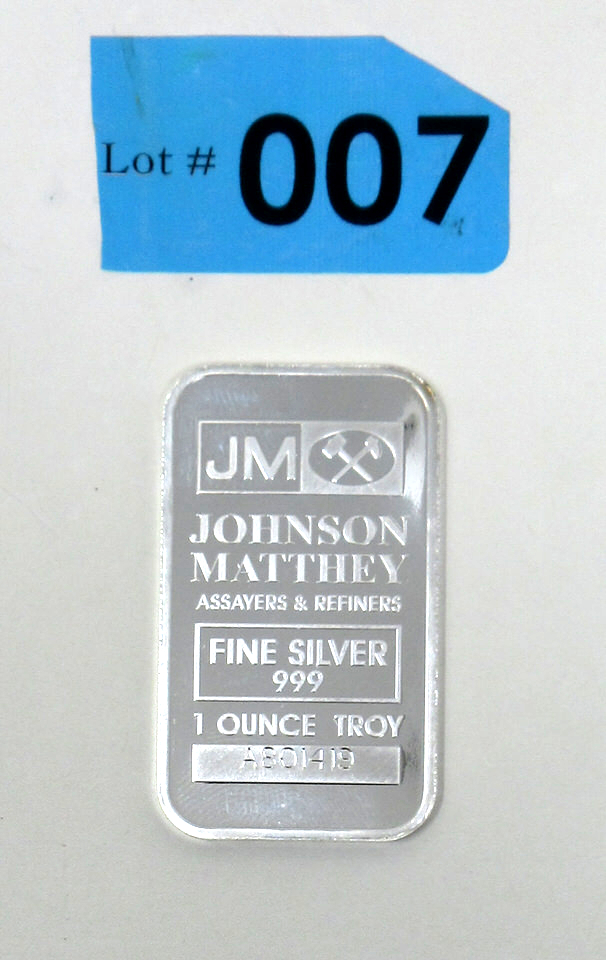 Lot # 007
JM
JOHNSON
MATTHEY
ASSAYERS & REFINERS
FINE SILVER
999
1 OUNCE TROY
A801419